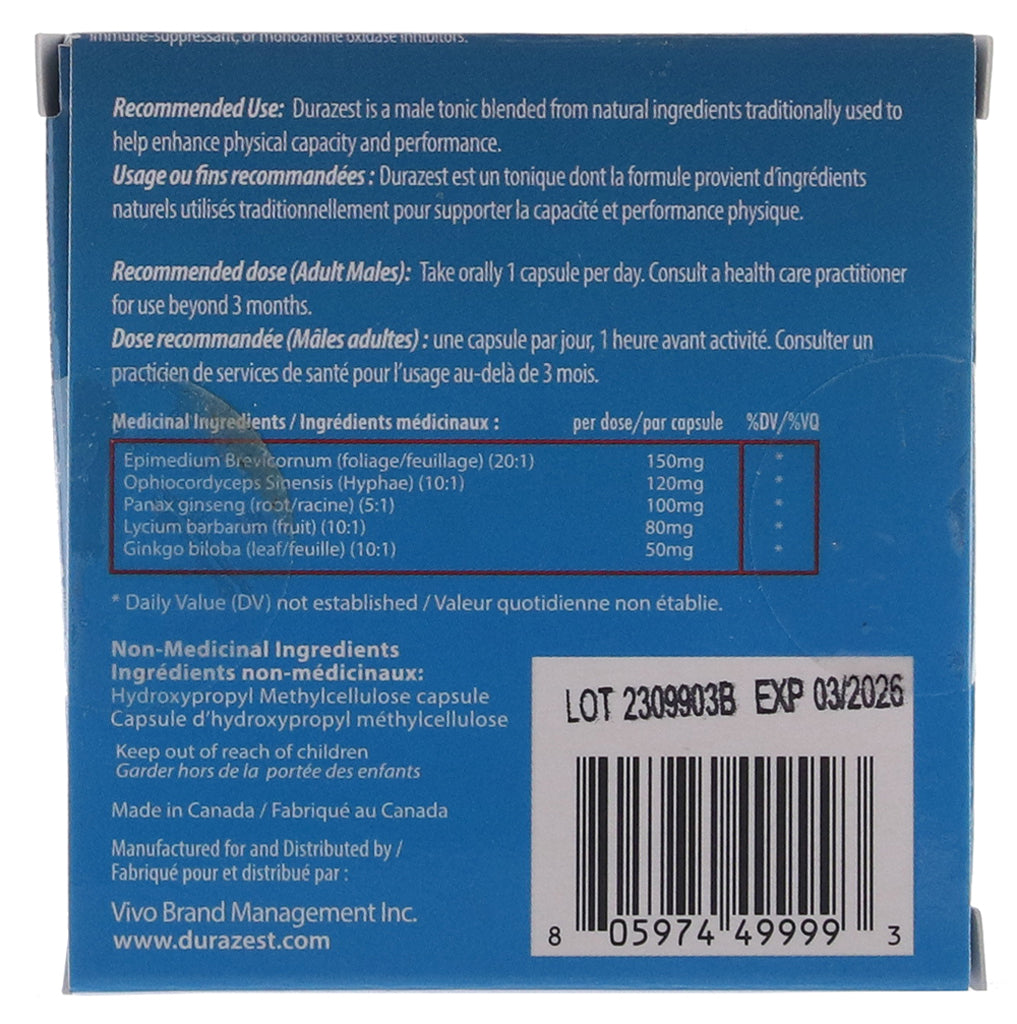 immune-suppressant, or monoamine oxidase inhibitors.
Recommended Use: Durazest is a male tonic blended from natural ingredients traditionally used to
help enhance physical capacity and performance.
Usage ou fins recommandées : Durazest est un tonique dont la formule provient d'ingrédients
naturels utilisés traditionnellement pour supporter la capacité et performance physique.
Recommended dose (Adult Males): Take orally 1 capsule per day. Consult a health care practitioner
for use beyond 3 months.
Dose recommandée (Mâles adultes) : une capsule par jour, 1 heure avant activité. Consulter un
practicien de services de santé pour l'usage au-delà de 3 mois.
Medicinal Ingredients / Ingrédients médicinaux : per dose/par capsule %DV/%VQ
Epimedium Brevicornum (foliage/feuillage) (20:1) 150mg *
Ophiocordyceps Sinensis (Hyphae) (10:1) 120mg *
Panax ginseng (root/racine) (5:1) 100mg *
Lycium barbarum (fruit) (10:1) 80mg *
Ginkgo biloba (leaf/feuille) (10:1) 50mg *
* Daily Value (DV) not established / Valeur quotidienne non établie.
Non-Medicinal Ingredients
Ingrédients non-médicinaux:
Hydroxypropyl Methylcellulose capsule
Capsule d'hydroxypropyl méthylcellulose
Keep out of reach of children
Garder hors de la portée des enfants
Made in Canada / Fabriqué au Canada
Manufactured for and Distributed by /
Fabriqué pour et distribué par :
Vivo Brand Management Inc.
www.durazest.com
LOT 2309903B EXP 03/2026
8 05974 49999 3